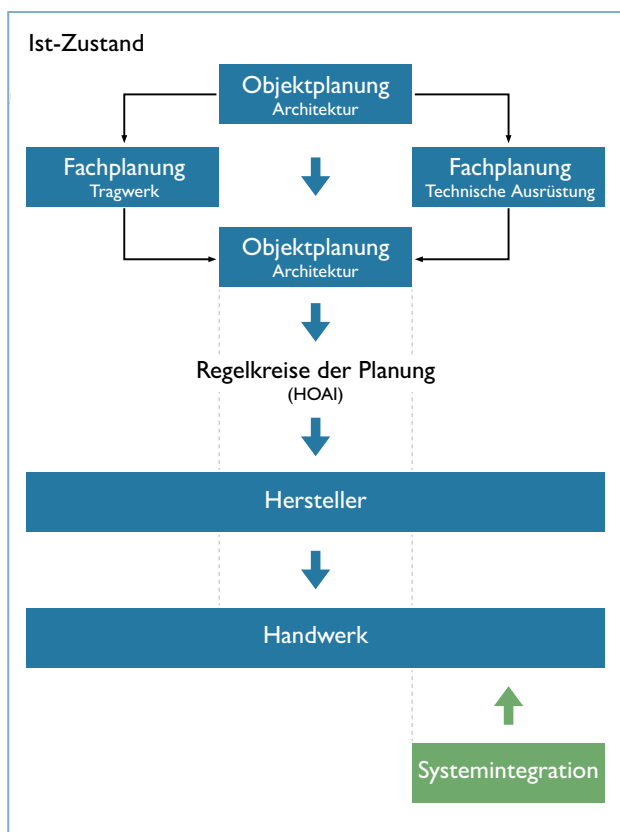 Ist-Zustand
Objektplanung
Architektur
Fachplanung
Tragwerk
Fachplanung
Technische Ausrüstung
Objektplanung
Architektur
Regelkreise der Planung
(HOAI)
Hersteller
Handwerk
Systemintegration